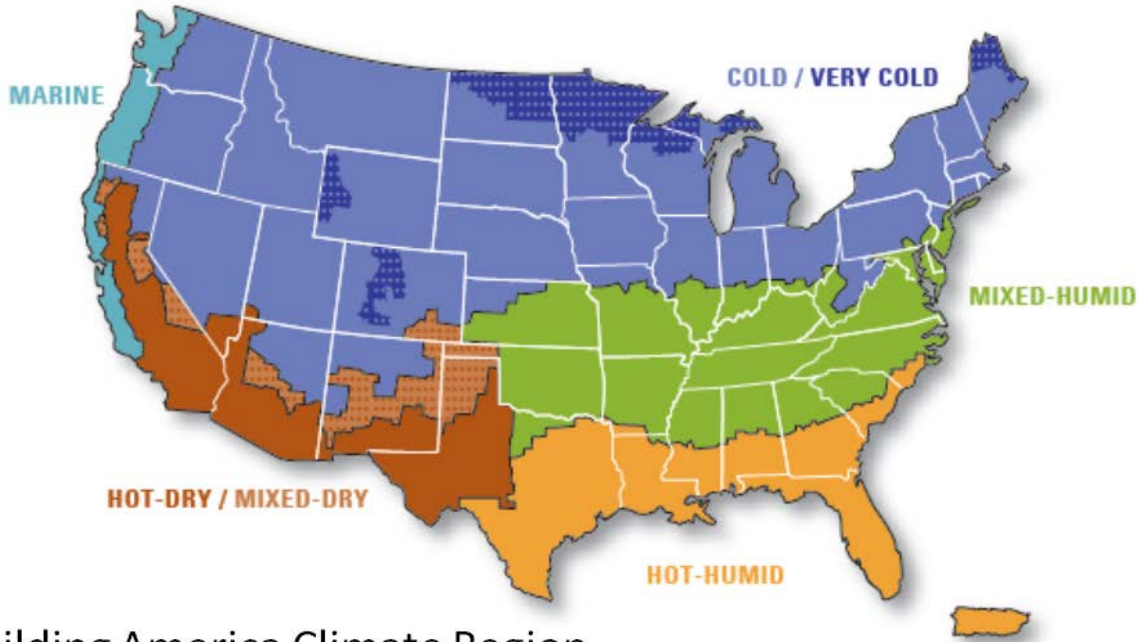 COLD / VERY COLD
MARINE
MIXED-HUMID
HOT-DRY / MIXED-DRY
HOT-HUMID
ilding America Climate Region